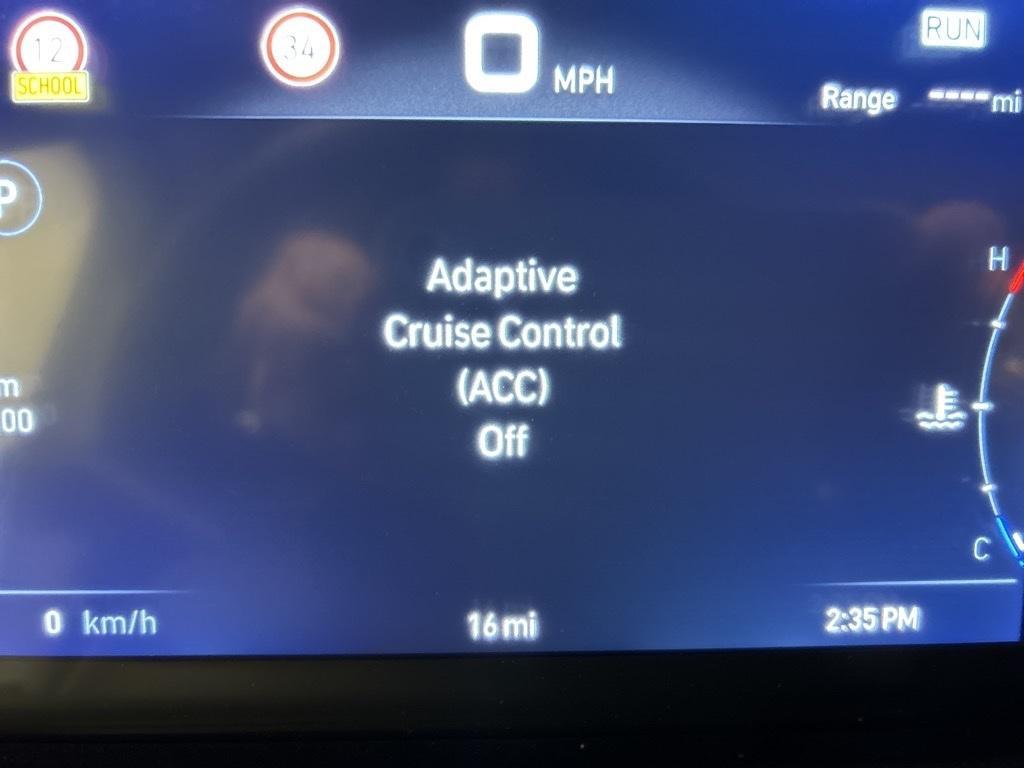 12
SCHOOL
34
0 MPH
RUN
Range ---- mi
P
Adaptive
Cruise Control
(ACC)
Off
H
m
00
C
0 km/h
16 mi
2:35 PM